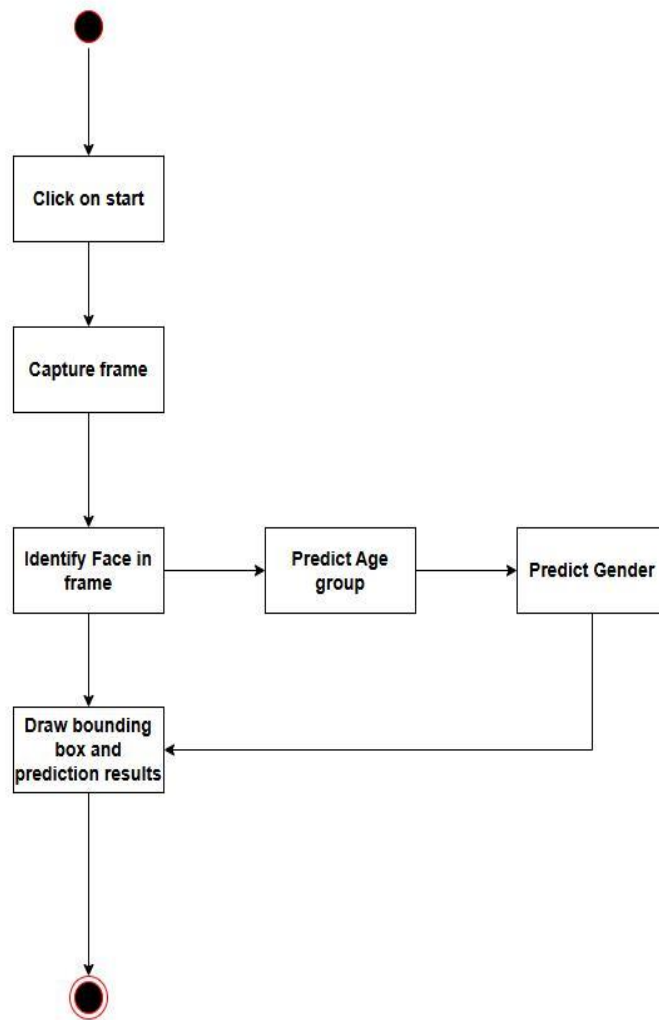 Click on start
Capture frame
Identify Face in
frame
Predict Age
group
Predict Gender
Draw bounding
box and
prediction results